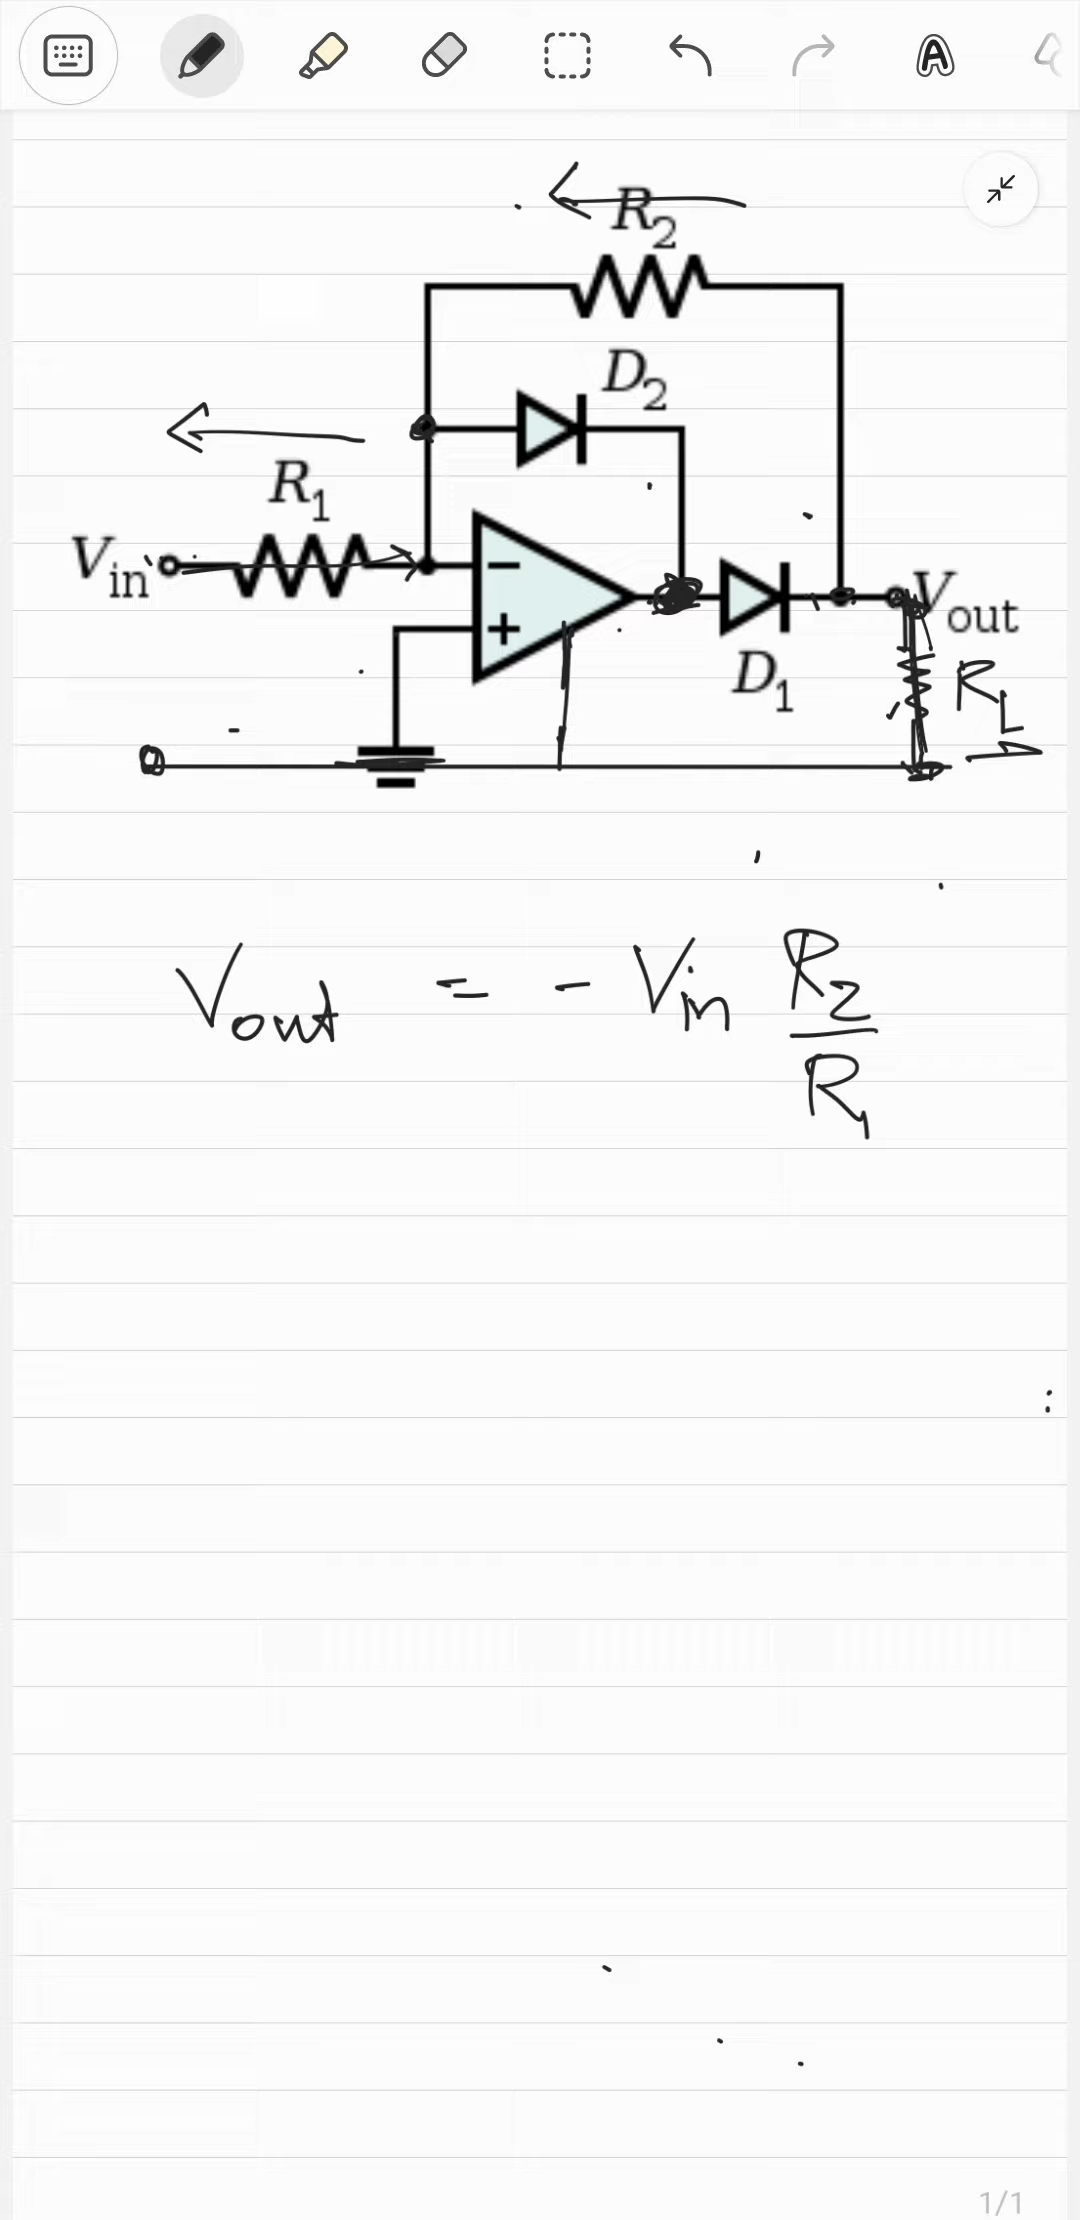 R2
D2
R1
Vin
−
+
Vout
D1
RL
Vout = - Vin R2/R1
1/1